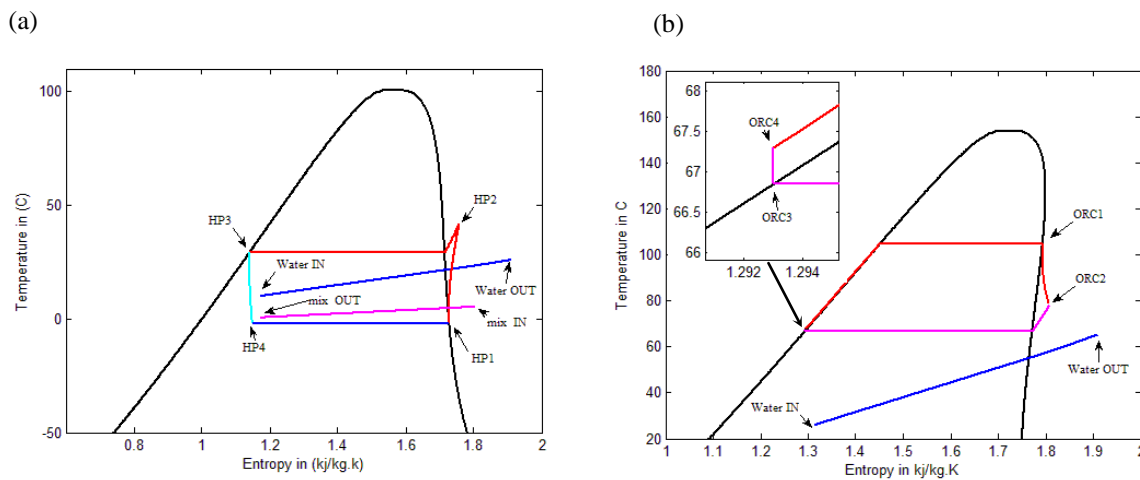 (a)
100
50
0
-50
0.8
1
1.2
1.4
1.6
1.8
2
Temperature in (C)
Entropy in (kj/kg.k)
HP3
HP2
Water IN
mix OUT
Water OUT
mix IN
HP4
HP1
(b)
180
160
140
120
100
80
60
40
20
1
1.1
1.2
1.3
1.4
1.5
1.6
1.7
1.8
1.9
2
Temperature in C
Entropy in kj/kg.K
68
67.5
67
66.5
66
1.292
1.294
ORC4
ORC3
ORC1
ORC2
Water IN
Water OUT